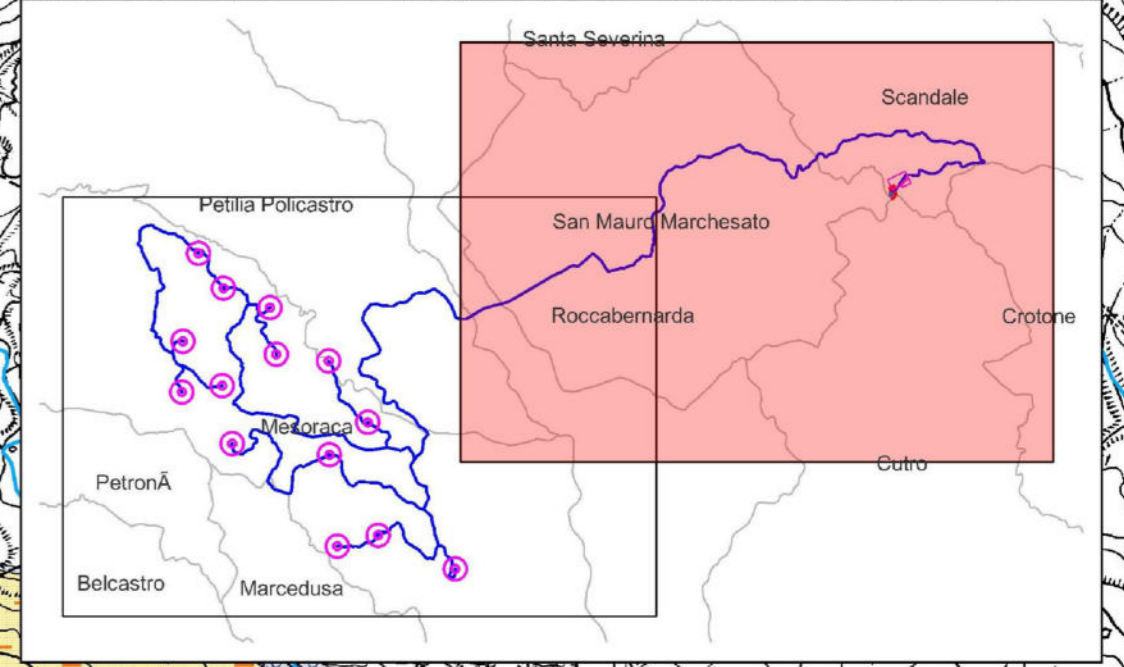 Santa Severina
Scandale
Petilia Policastro
San Mauro Marchesato
Roccabernarda
Crotone
Mesoraca
Cutro
PetronÃ
Belcastro
Marcedusa